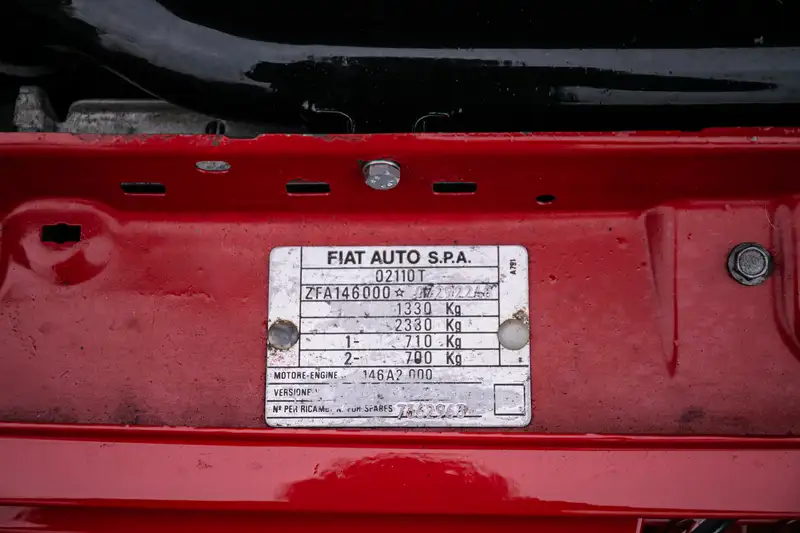 FIAT AUTO S.P.A.
02110T
A791
ZFA146000☆
1330 Kg
2330 Kg
1- 710 Kg
2- 700 Kg
MOTORE-ENGINE 146A2.000
VERSIONE
Nº PER RICAMBI FOR SPARES